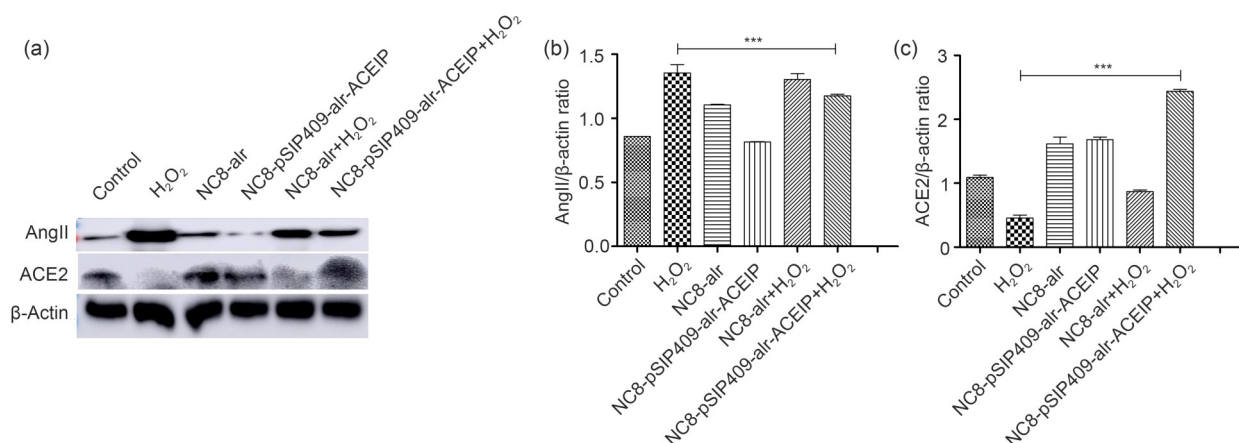 (a)
Control
H₂O₂
NC8-alr
NC8-pSIP409-alr-ACEIP
NC8-alr+H₂O₂
NC8-pSIP409-alr-ACEIP+H₂O₂
AngII
ACE2
β-Actin
(b)
AngII/β-actin ratio
1.5
1.0
0.5
0.0
***
Control
H₂O₂
NC8-alr
NC8-pSIP409-alr-ACEIP
NC8-alr+H₂O₂
NC8-pSIP409-alr-ACEIP+H₂O₂
(c)
ACE2/β-actin ratio
3
2
1
0
***
Control
H₂O₂
NC8-alr
NC8-pSIP409-alr-ACEIP
NC8-alr+H₂O₂
NC8-pSIP409-alr-ACEIP+H₂O₂